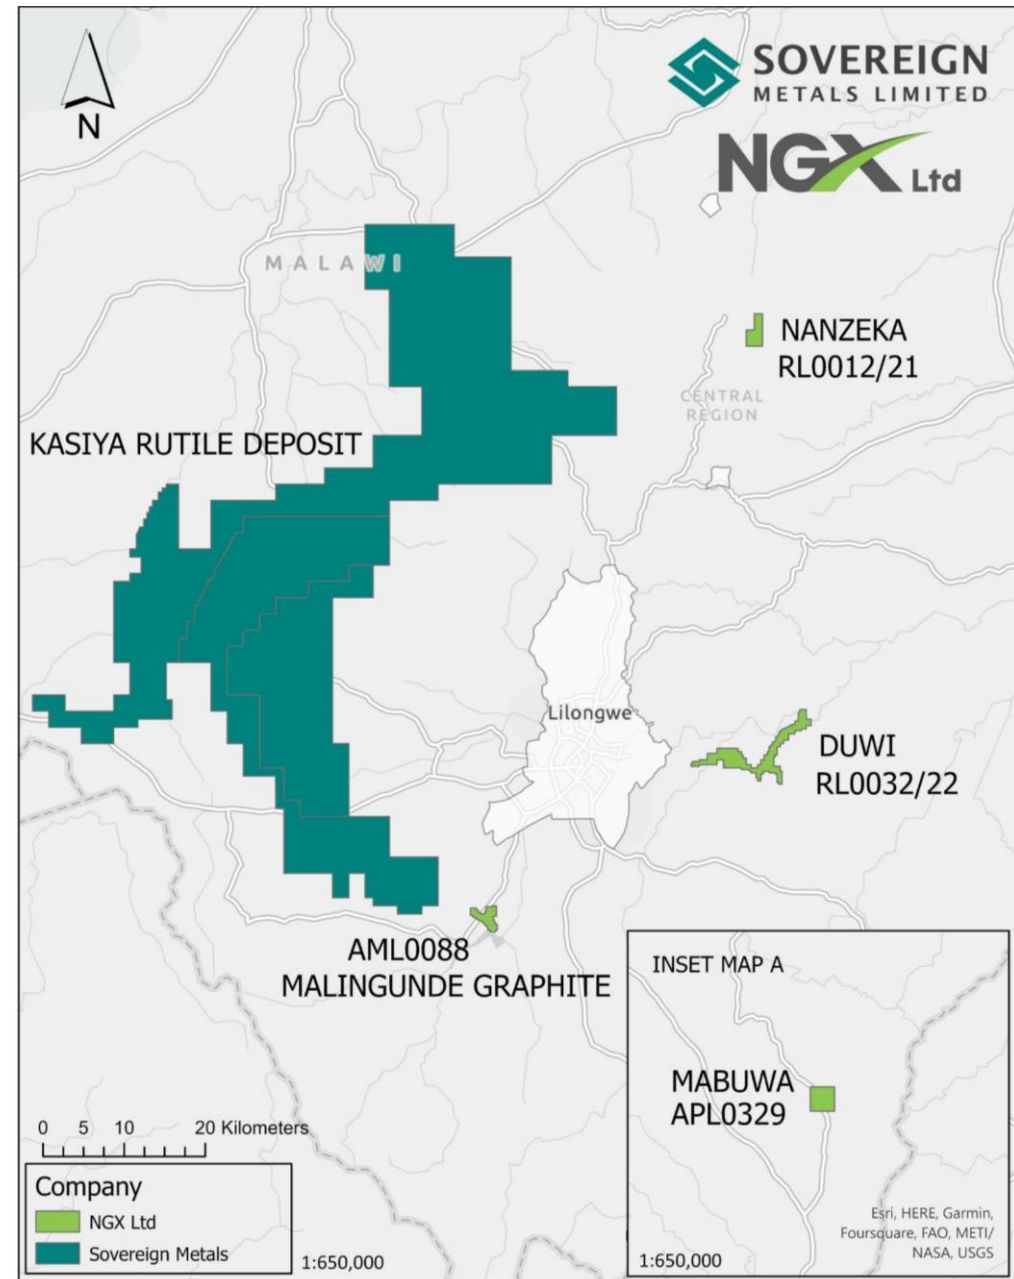 N
SOVEREIGN
METALS LIMITED
NGX Ltd
MALAWI
NANZEKA
RL0012/21
CENTRAL
REGION
KASIYA RUTILE DEPOSIT
Lilongwe
DUWI
RL0032/22
AML0088
MALINGUNDE GRAPHITE
INSET MAP A
MABUWA
APL0329
Esri, HERE, Garmin,
Foursquare, FAO, METI/
NASA, USGS
1:650,000
0 5 10 20 Kilometers
Company
NGX Ltd
Sovereign Metals
1:650,000